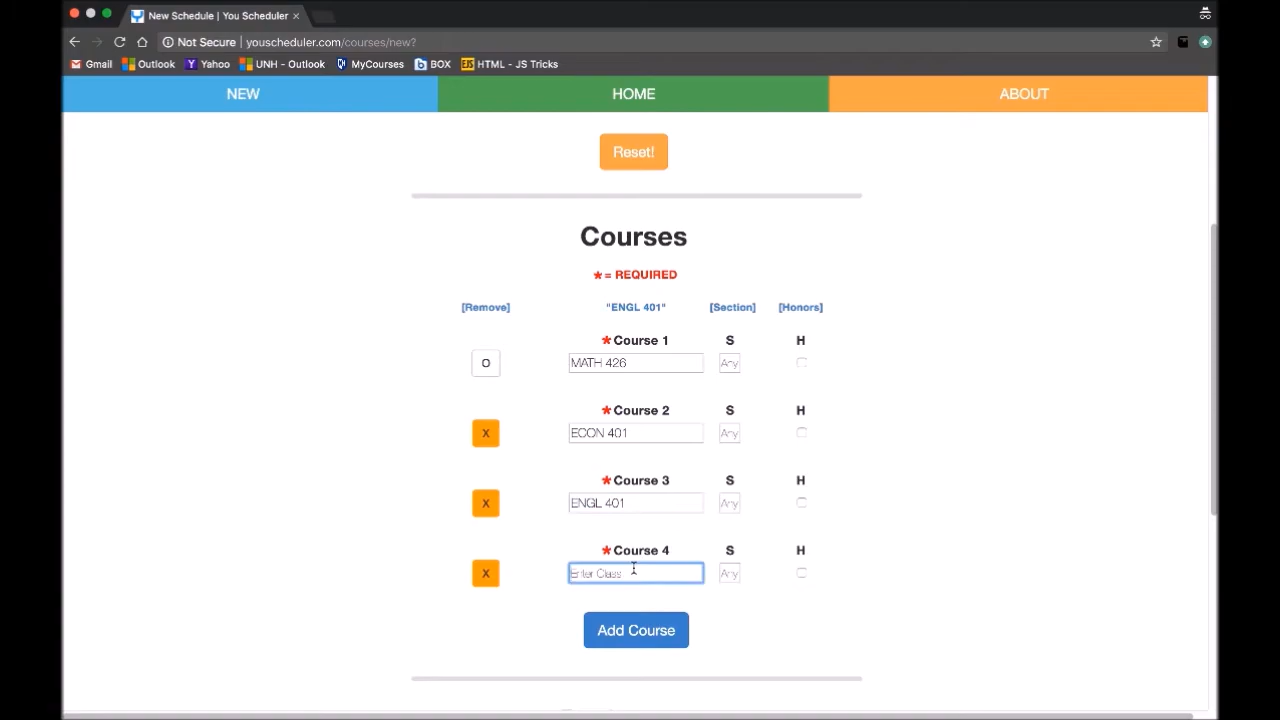 New Schedule | You Scheduler ×
Not Secure | youscheduler.com/courses/new?
Gmail Outlook Yahoo UNH - Outlook MyCourses BOX EJS HTML - JS Tricks
NEW HOME ABOUT
Reset!
Courses
* = REQUIRED
[Remove] "ENGL 401" [Section] [Honors]
* Course 1 S H
O MATH 426 Any
* Course 2 S H
X ECON 401 Any
* Course 3 S H
X ENGL 401 Any
* Course 4 S H
X Enter Class Any
Add Course